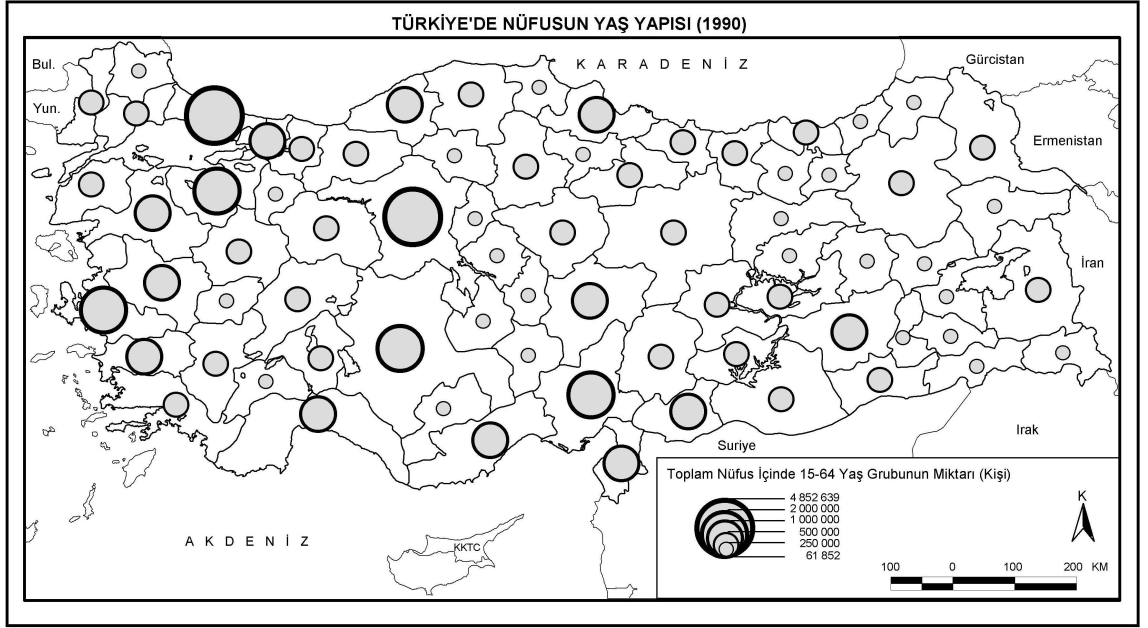 TÜRKİYE'DE NÜFUSUN YAŞ YAPISI (1990)
Bul.
KARADENİZ
Gürcistan
Yun.
Ermenistan
İran
Irak
Suriye
AKDENİZ
KKTC
Toplam Nüfus İçinde 15-64 Yaş Grubunun Miktarı (Kişi)
4 852 639
2 000 000
1 000 000
500 000
250 000
61 852
K
100 0 100 200 KM